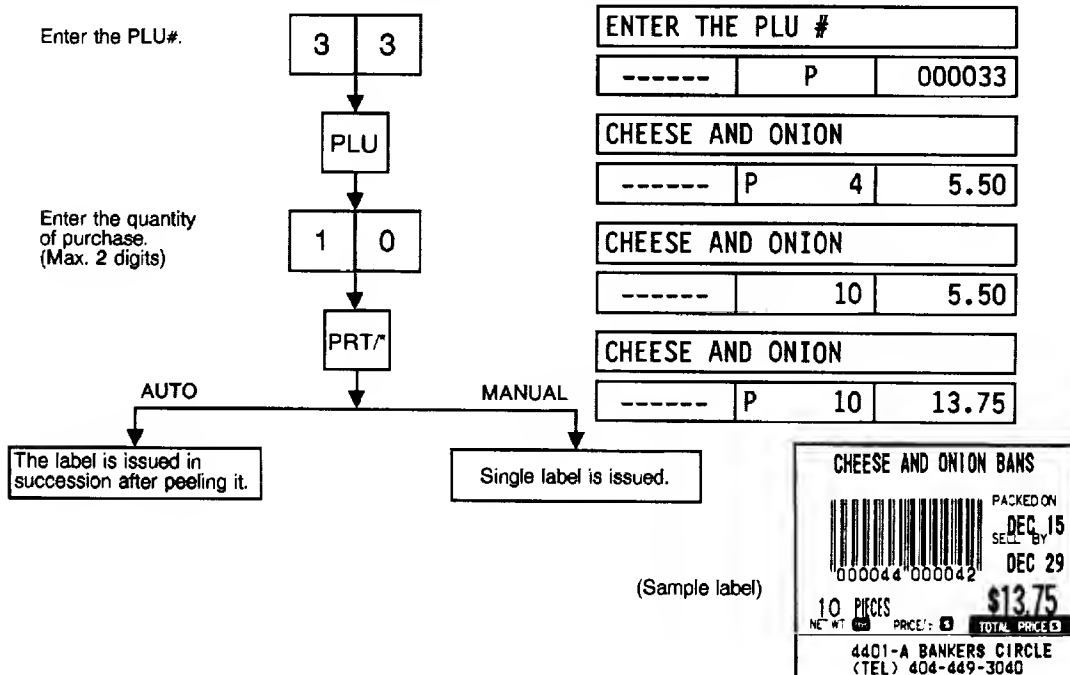 Enter the PLU#.
3 3
PLU
Enter the quantity
of purchase.
(Max. 2 digits)
1 0
PRT/*
AUTO
MANUAL
The label is issued in
succession after peeling it.
Single label is issued.
ENTER THE PLU #
------ P 000033
CHEESE AND ONION
------ P 4 5.50
CHEESE AND ONION
------ 10 5.50
CHEESE AND ONION
------ P 10 13.75
(Sample label)
CHEESE AND ONION BANS
PACKED ON
DEC 15
SELL BY
DEC 29
000044 000042
10 PIECES
$13.75
NET WT PRICE/ $ TOTAL PRICE $
4401-A BANKERS CIRCLE
(TEL) 404-449-3040